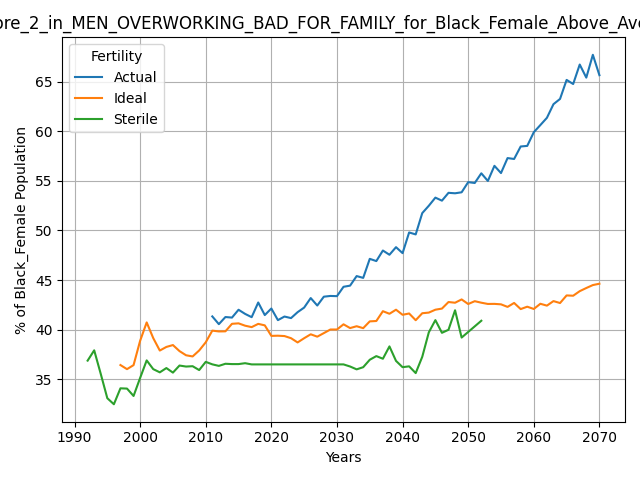 ore_2_in_MEN_OVERWORKING_BAD_FOR_FAMILY_for_Black_Female_Above_Ave
Fertility
Actual
Ideal
Sterile
% of Black_Female Population
65
60
55
50
45
40
35
1990 2000 2010 2020 2030 2040 2050 2060 2070
Years